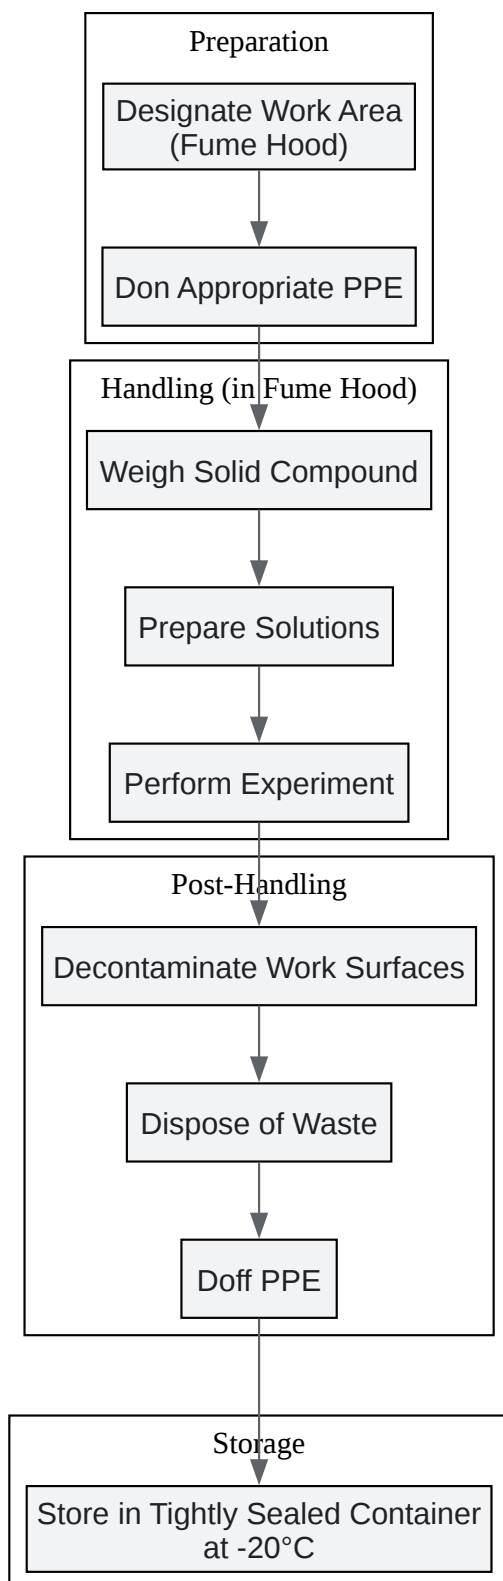 Preparation
Designate Work Area
(Fume Hood)
Don Appropriate PPE
Handling (in Fume Hood)
Weigh Solid Compound
Prepare Solutions
Perform Experiment
Post-Handling
Decontaminate Work Surfaces
Dispose of Waste
Doff PPE
Storage
Store in Tightly Sealed Container
at -20°C